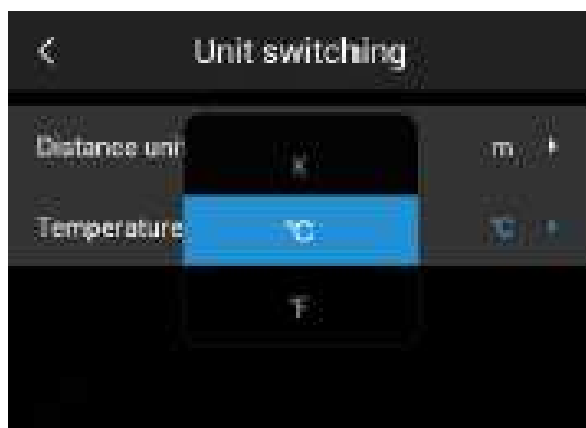 Unit switching
Distance uni
m
K
Temperature
℃
℃
℉